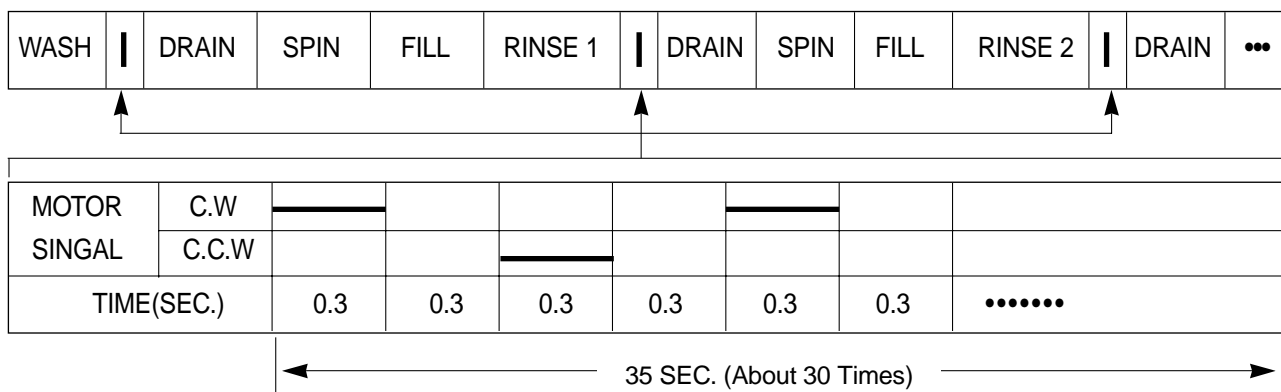 WASH DRAIN SPIN FILL RINSE 1 DRAIN SPIN FILL RINSE 2 DRAIN •••
MOTOR C.W
SINGAL C.C.W
TIME(SEC.) 0.3 0.3 0.3 0.3 0.3 0.3 •••••••
35 SEC. (About 30 Times)